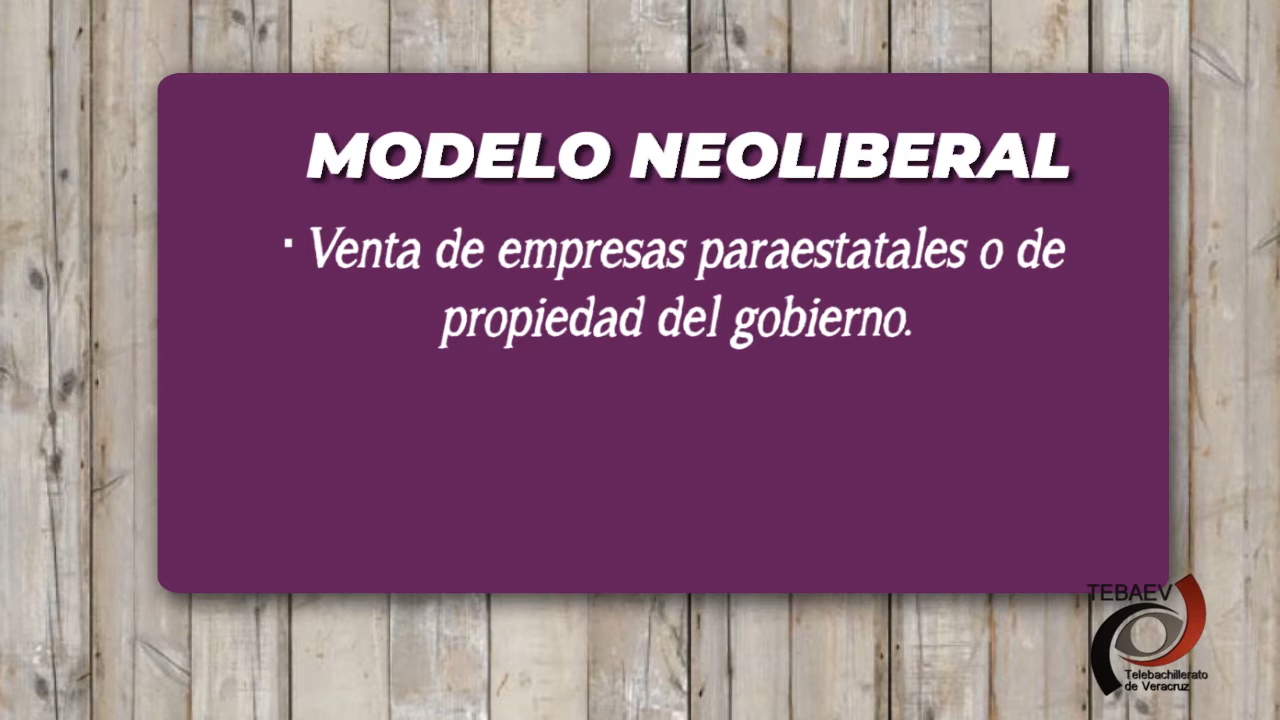 MODELO NEOLIBERAL
· Venta de empresas paraestatales o de
propiedad del gobierno.
TEBAEV
Telebachillerato
de Veracruz